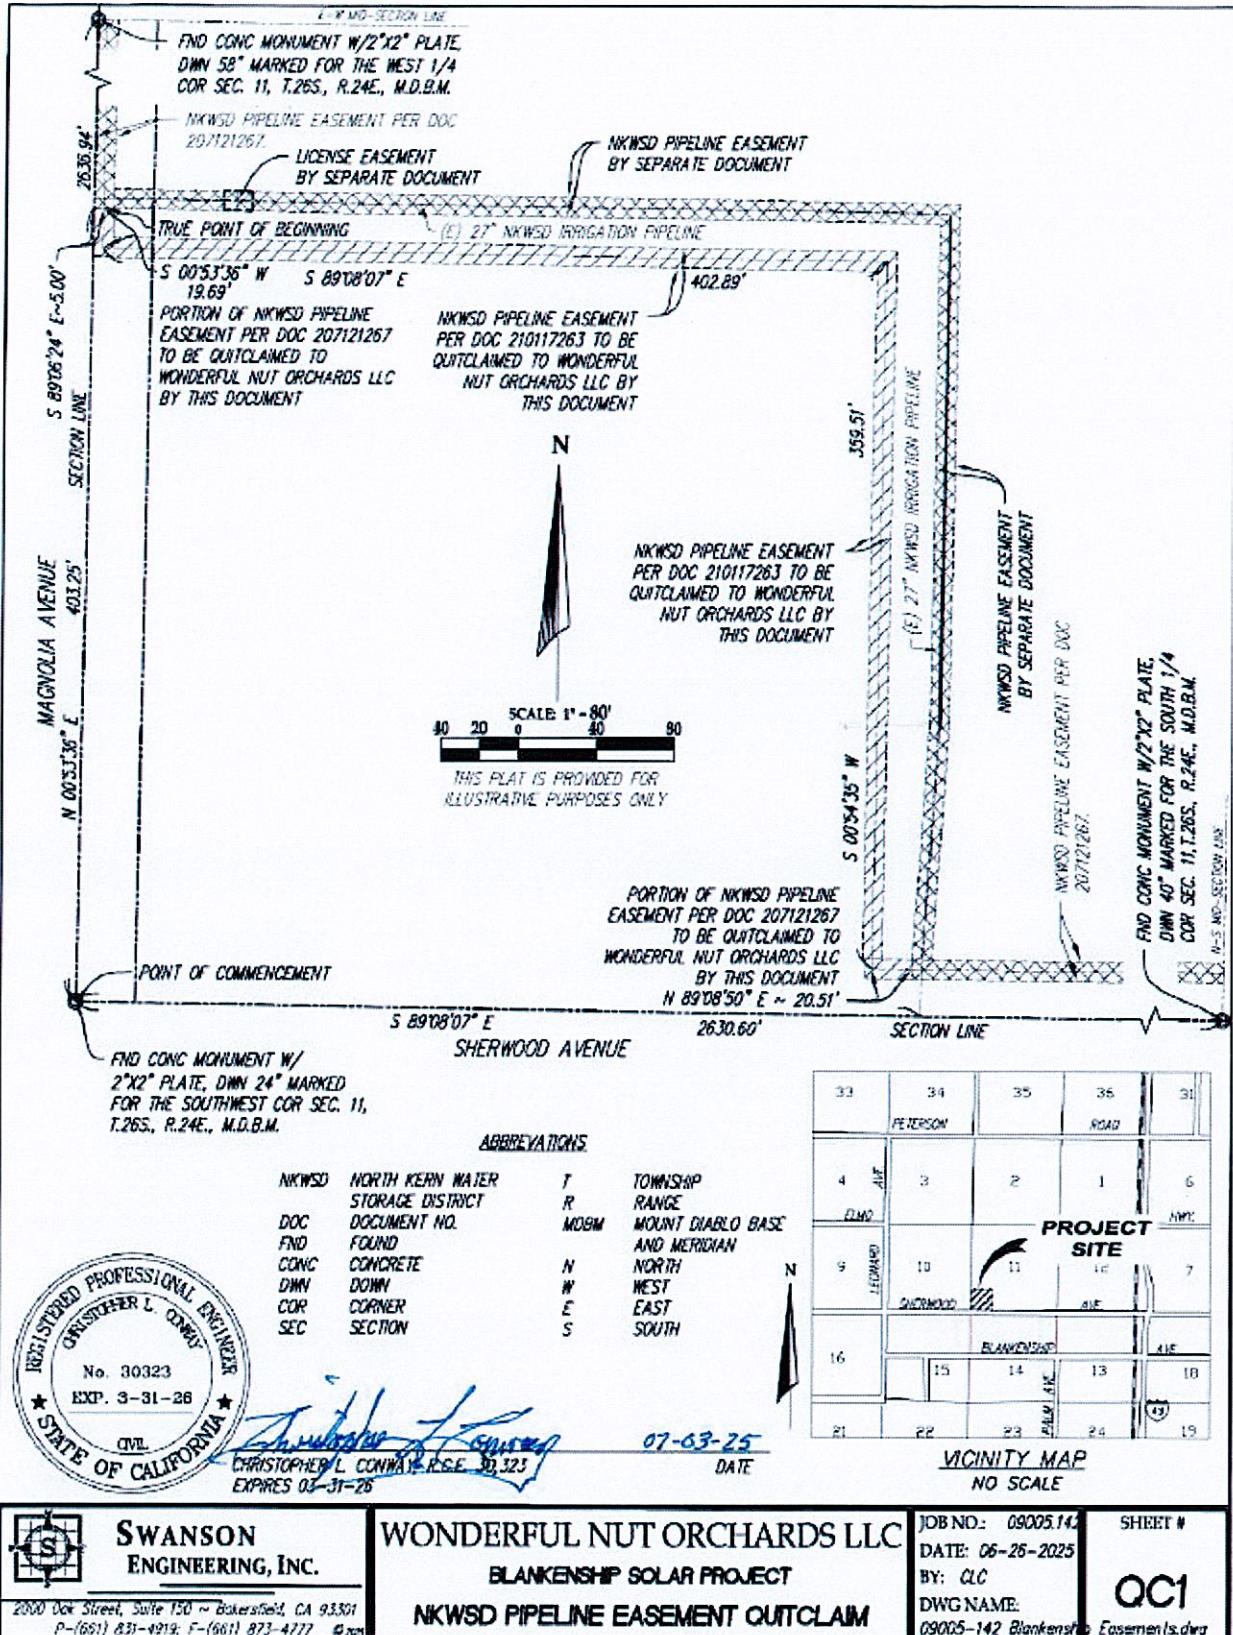 E-W MID-SECTION LINE
FND CONC MONUMENT W/2"X2" PLATE,
DWN 58" MARKED FOR THE WEST 1/4
COR SEC. 11, T.26S., R.24E., M.D.B.M.
NKWSD PIPELINE EASEMENT PER DOC
207121267.
2636.94'
LICENSE EASEMENT
BY SEPARATE DOCUMENT
NKWSD PIPELINE EASEMENT
BY SEPARATE DOCUMENT
TRUE POINT OF BEGINNING
(E) 27" NKWSD IRRIGATION PIPELINE
S 00°53'36" W
19.69'
S 89°08'07" E
402.89'
S 89°06'24" E~5.00'
PORTION OF NKWSD PIPELINE
EASEMENT PER DOC 207121267
TO BE QUITCLAIMED TO
WONDERFUL NUT ORCHARDS LLC
BY THIS DOCUMENT
NKWSD PIPELINE EASEMENT
PER DOC 210117263 TO BE
QUITCLAIMED TO WONDERFUL
NUT ORCHARDS LLC BY
THIS DOCUMENT
SECTION LINE
359.51'
(E) 27" NKWSD IRRIGATION PIPELINE
N
NKWSD PIPELINE EASEMENT
PER DOC 210117263 TO BE
QUITCLAIMED TO WONDERFUL
NUT ORCHARDS LLC BY
THIS DOCUMENT
NKWSD PIPELINE EASEMENT
BY SEPARATE DOCUMENT
MAGNOLIA AVENUE
N 00°53'36" E 403.25'
SCALE: 1"-80'
40 20 0 40 80
THIS PLAT IS PROVIDED FOR
ILLUSTRATIVE PURPOSES ONLY
S 00°54'35" W
NKWSD PIPELINE EASEMENT PER DOC
207121267.
FND CONC MONUMENT W/2"X2" PLATE,
DWN 40" MARKED FOR THE SOUTH 1/4
COR SEC. 11, T.26S., R.24E., M.D.B.M.
N-S MID-SECTION LINE
PORTION OF NKWSD PIPELINE
EASEMENT PER DOC 207121267
TO BE QUITCLAIMED TO
WONDERFUL NUT ORCHARDS LLC
BY THIS DOCUMENT
N 89°08'50" E ~ 20.51'
POINT OF COMMENCEMENT
S 89°08'07" E
2630.60'
SECTION LINE
SHERWOOD AVENUE
FND CONC MONUMENT W/
2"X2" PLATE, DWN 24" MARKED
FOR THE SOUTHWEST COR SEC. 11,
T.26S., R.24E., M.D.B.M.
ABBREVATIONS
NKWSD NORTH KERN WATER
STORAGE DISTRICT
DOC DOCUMENT NO.
FND FOUND
CONC CONCRETE
DWN DOWN
COR CORNER
SEC SECTION
T TOWNSHIP
R RANGE
MDBM MOUNT DIABLO BASE
AND MERIDIAN
N NORTH
W WEST
E EAST
S SOUTH
33 34 35 36 31
PETERSON ROAD
4 AVE 3 2 1 6
ELMO HWY.
PROJECT
SITE
9 LEONARD 10 11 12 7
SHERWOOD AVE
BLANKENSHIP AVE
16 15 14 13 18
PALM AVE
43
21 22 23 24 19
N
VICINITY MAP
NO SCALE
REGISTERED PROFESSIONAL ENGINEER
CHRISTOPHER L. CONWAY
No. 30323
EXP. 3-31-26
CIVIL
STATE OF CALIFORNIA
Christopher L Conway
07-03-25
CHRISTOPHER L. CONWAY R.C.E. 30,323
EXPIRES 03-31-26
DATE
S
SWANSON
ENGINEERING, INC.
2000 Oak Street, Suite 150 ~ Bakersfield, CA 93301
P-(661) 831-4919; F-(661) 873-4777
WONDERFUL NUT ORCHARDS LLC
BLANKENSHIP SOLAR PROJECT
NKWSD PIPELINE EASEMENT QUITCLAIM
JOB NO.: 09005.142
DATE: 06-26-2025
BY: CLC
DWG NAME:
09005-142 Blankenship Easements.dwg
SHEET #
QC1